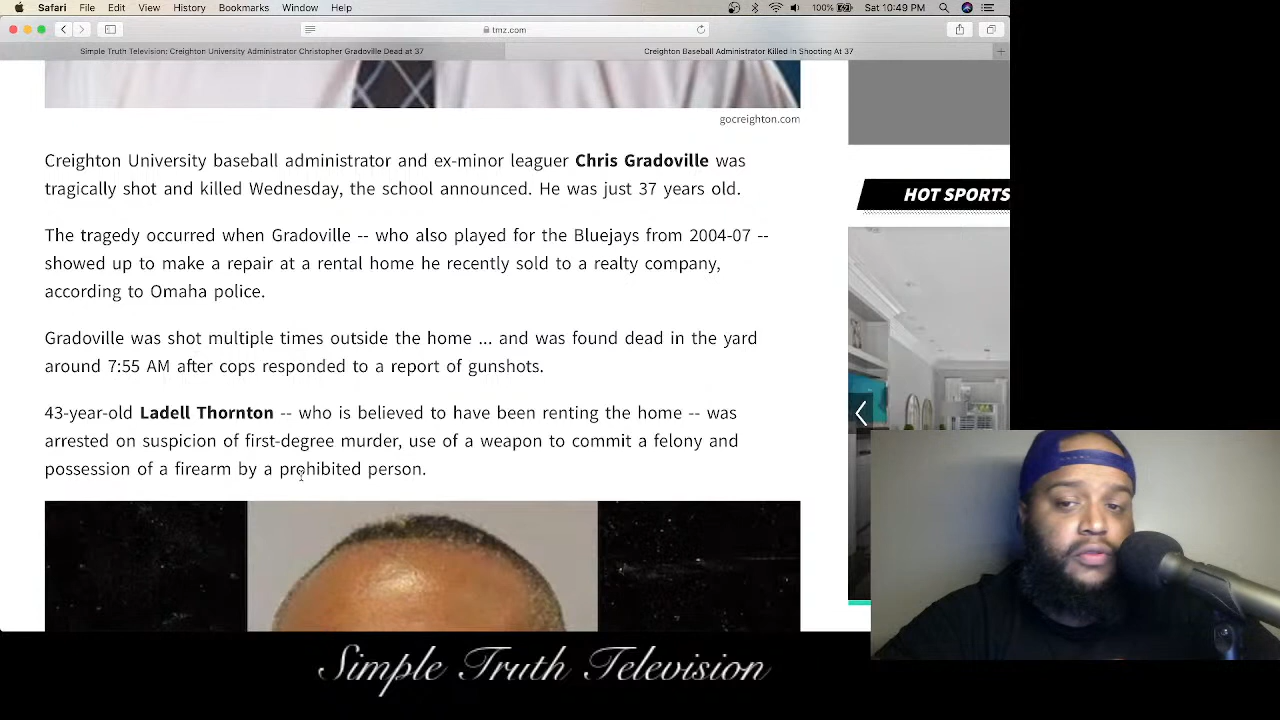 Safari File Edit View History Bookmarks Window Help 100% Sat 10:49 PM
tmz.com
Simple Truth Television: Creighton University Administrator Christopher Gradoville Dead at 37
Creighton Baseball Administrator Killed in Shooting At 37
gocreighton.com
Creighton University baseball administrator and ex-minor leaguer Chris Gradoville was
tragically shot and killed Wednesday, the school announced. He was just 37 years old.
The tragedy occurred when Gradoville -- who also played for the Bluejays from 2004-07 --
showed up to make a repair at a rental home he recently sold to a realty company,
according to Omaha police.
Gradoville was shot multiple times outside the home ... and was found dead in the yard
around 7:55 AM after cops responded to a report of gunshots.
43-year-old Ladell Thornton -- who is believed to have been renting the home -- was
arrested on suspicion of first-degree murder, use of a weapon to commit a felony and
possession of a firearm by a prohibited person.
HOT SPORTS
Simple Truth Television